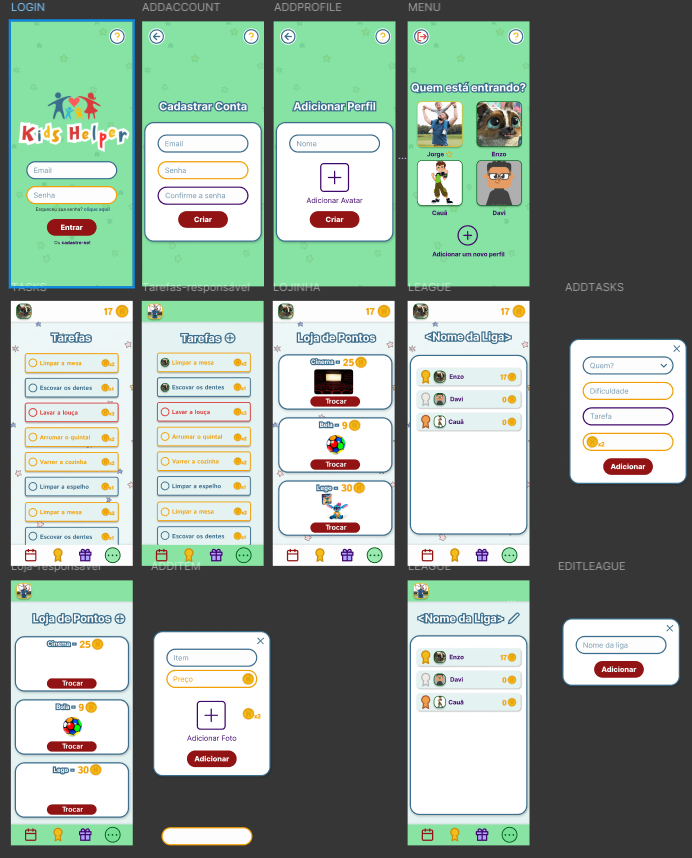 LOGIN
ADDACCOUNT
ADDPROFILE
MENU
?
?
?
?
Kids Helper
Email
Senha
Esqueceu sua senha? clique aqui!
Entrar
Ou cadastre-se!
Cadastrar Conta
Email
Senha
Confirme a senha
Criar
Adicionar Perfil
Nome
Adicionar Avatar
Criar
Quem está entrando?
Jorge
Enzo
Cauã
Davi
Adicionar um novo perfil
TASKS
Tarefas-responsável
LOJINHA
LEAGUE
ADDTASKS
17
Tarefas
Limpar a mesa x2
Escovar os dentes x1
Lavar a louça x3
Arrumar o quintal x2
Varrer a cozinha x2
Limpar a espelho x1
Limpar a mesa x2
Escovar os dentes x1
Tarefas
Limpar a mesa x2
Escovar os dentes x1
Lavar a louça x3
Arrumar o quintal x2
Varrer a cozinha x2
Limpar a espelho x1
Limpar a mesa x2
Escovar os dentes x1
17
Loja de Pontos
Cinema = 25
Trocar
Bola = 9
Trocar
Lego = 30
Trocar
17
<Nome da Liga>
Enzo 17
Davi 0
Cauã 0
Quem?
Dificuldade
Tarefa
x2
Adicionar
Loja-responsável
ADDITEM
LEAGUE
EDITLEAGUE
Loja de Pontos
Cinema = 25
Trocar
Bola = 9
Trocar
Lego = 30
Trocar
Item
Preço
x2
Adicionar Foto
Adicionar
<Nome da Liga>
Enzo 17
Davi 0
Cauã 0
Nome da liga
Adicionar